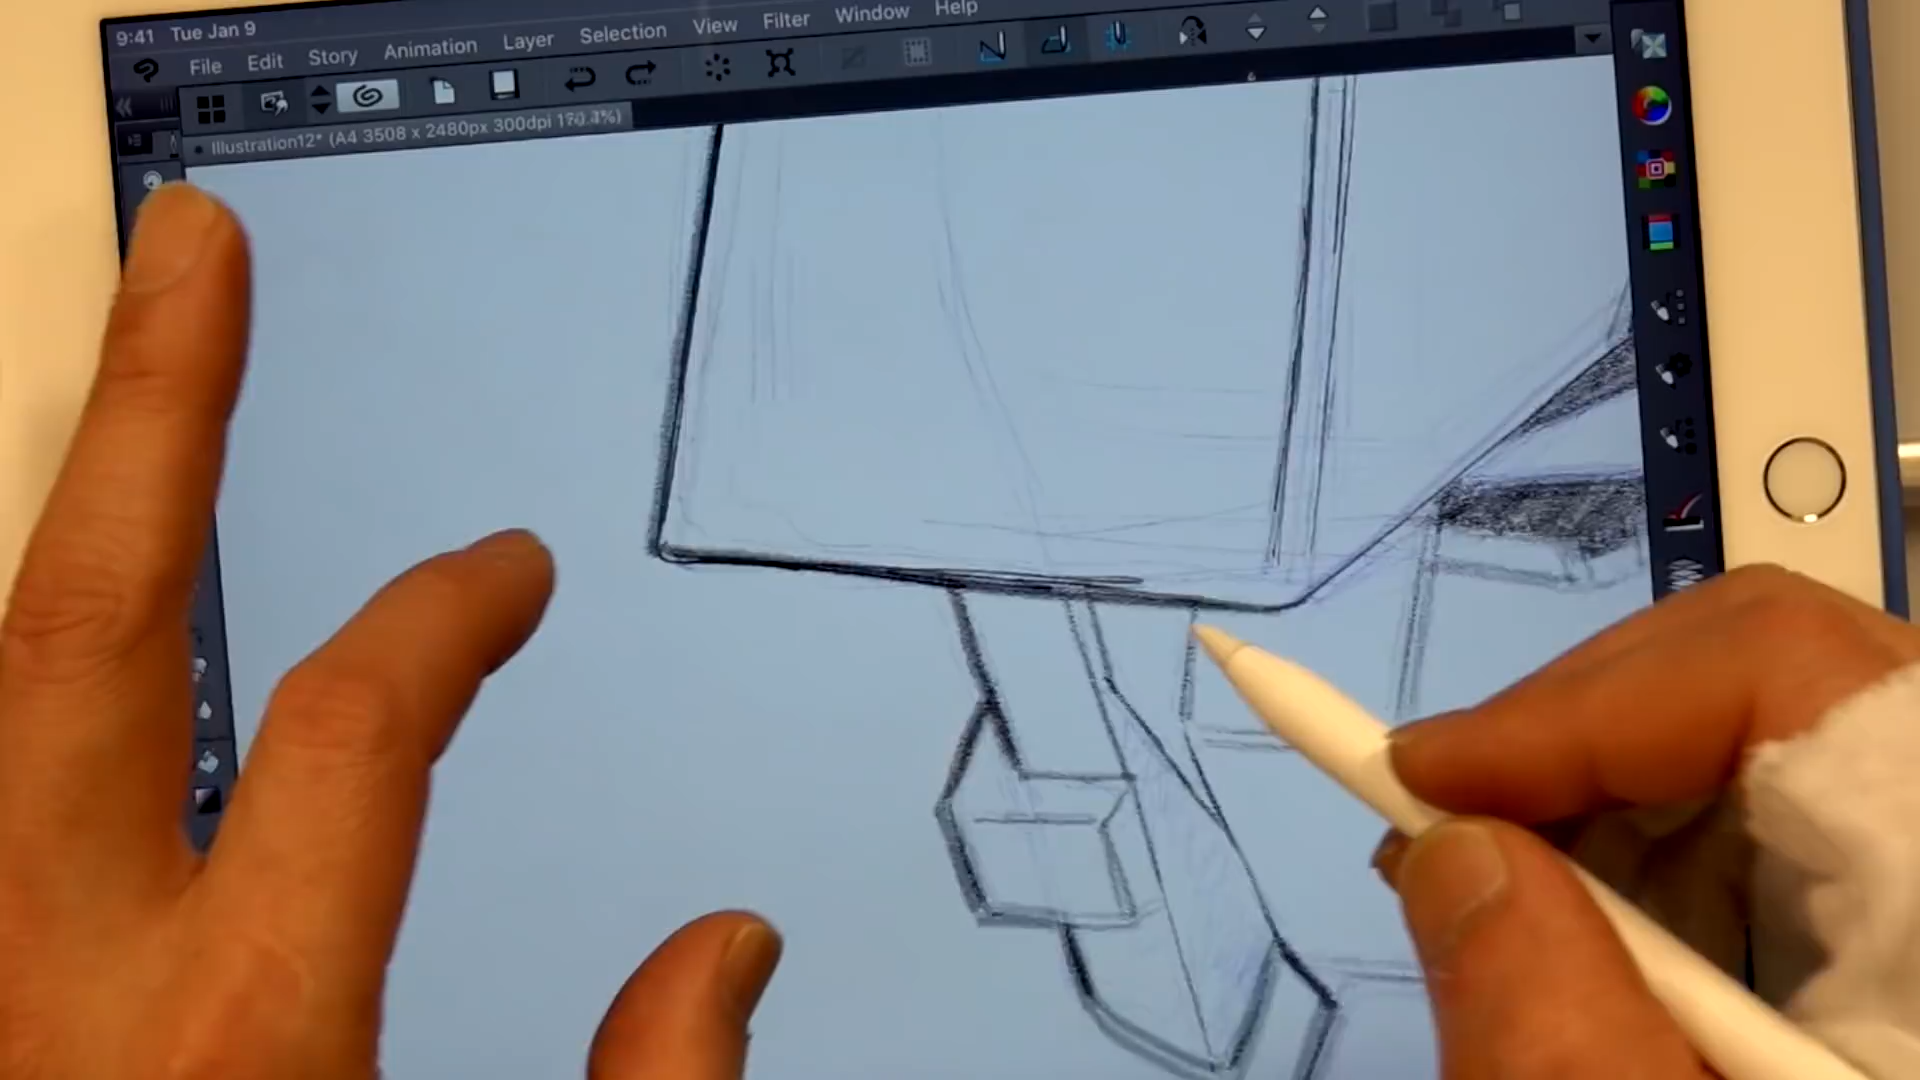 9:41 Tue Jan 9
File Edit Story Animation Layer Selection View Filter Window Help
Illustration12* (A4 3508 x 2480px 300dpi